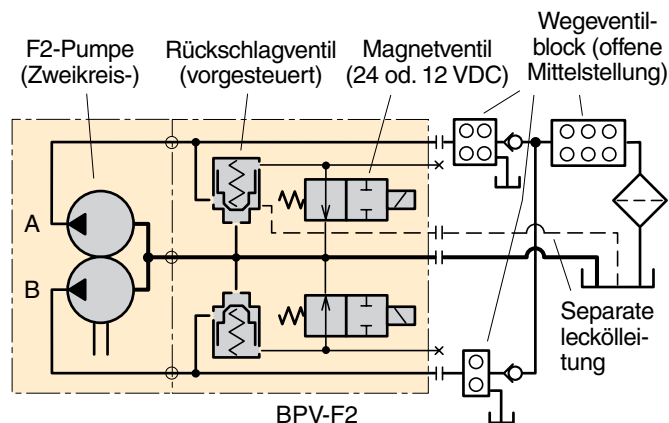 F2-Pumpe
(Zweikreis-)
Rückschlagventil
(vorgesteuert)
Magnetventil
(24 od. 12 VDC)
Wegeventil-
block (offene
Mittelstellung)
A
B
Separate
lecköllei-
tung
BPV-F2